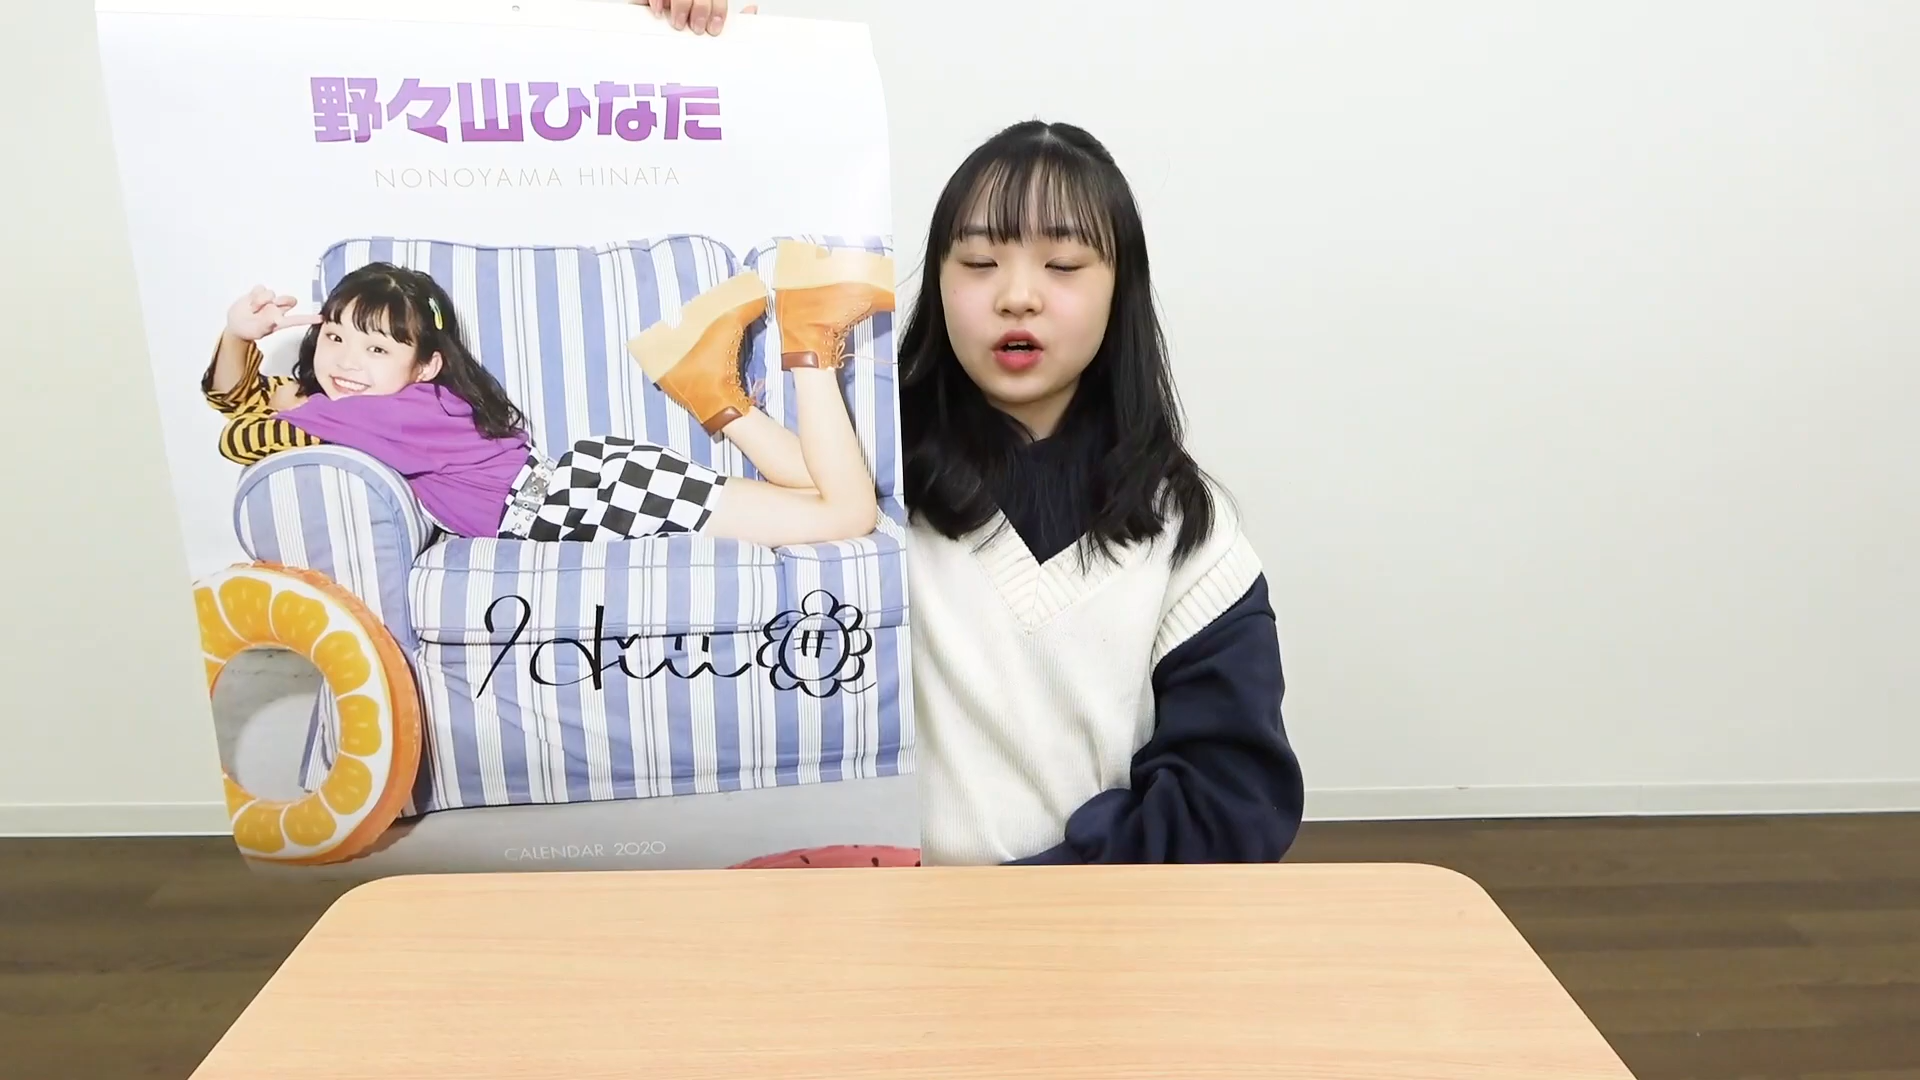 野々山ひなた
NONOYAMA HINATA
CALENDAR 2020